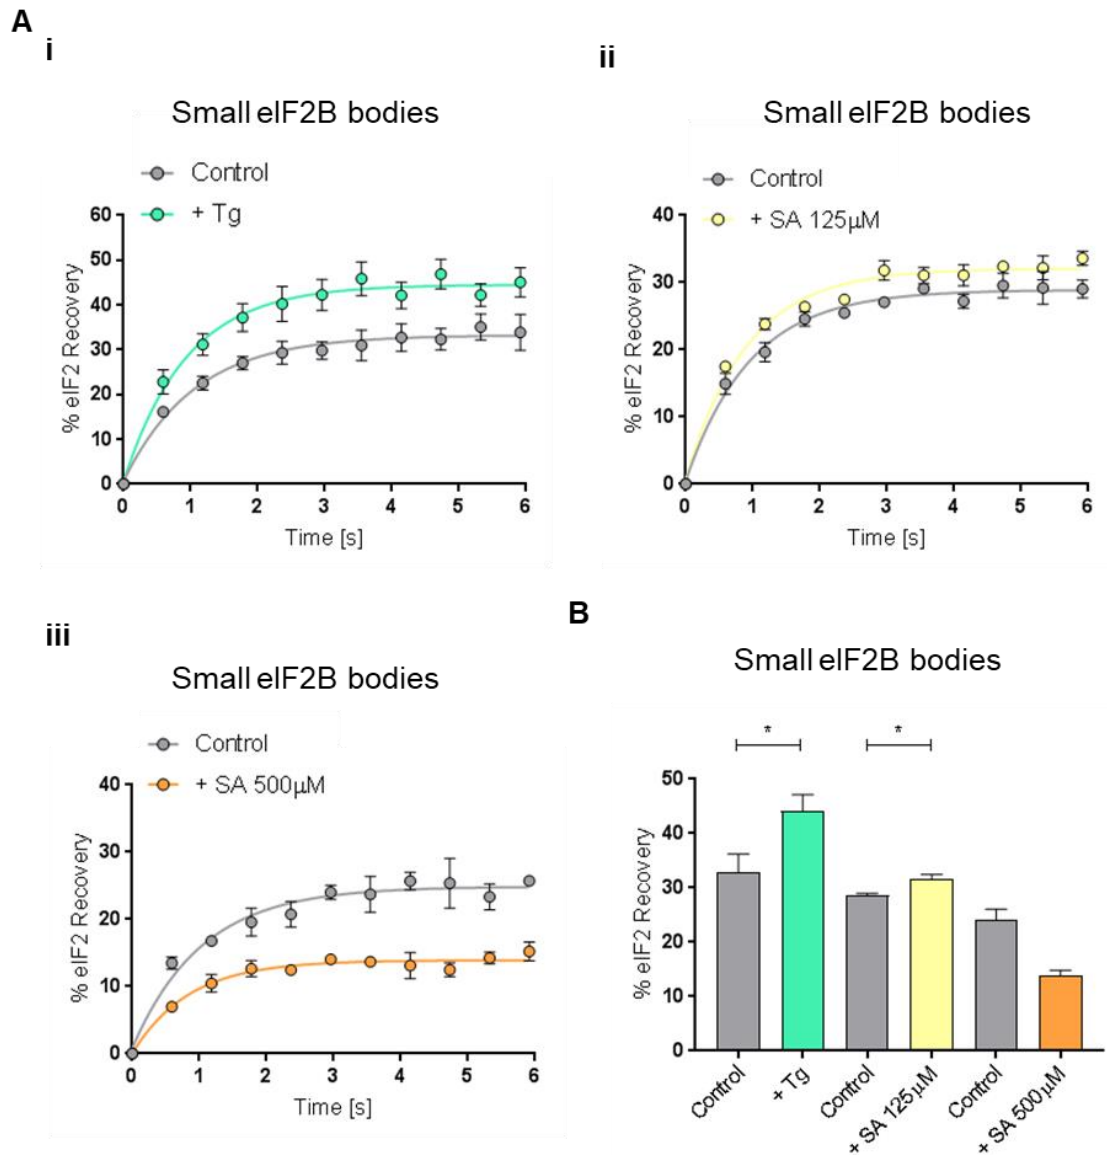 A
i
Small eIF2B bodies
Control
+ Tg
60
50
40
30
20
10
0
% eIF2 Recovery
0 1 2 3 4 5 6
Time [s]
ii
Small eIF2B bodies
Control
+ SA 125µM
40
30
20
10
0
% eIF2 Recovery
0 1 2 3 4 5 6
Time [s]
iii
Small eIF2B bodies
Control
+ SA 500µM
40
30
20
10
0
% eIF2 Recovery
0 1 2 3 4 5 6
Time [s]
B
Small eIF2B bodies
* *
50
40
30
20
10
0
% eIF2 Recovery
Control
+ Tg
Control
+ SA 125µM
Control
+ SA 500µM